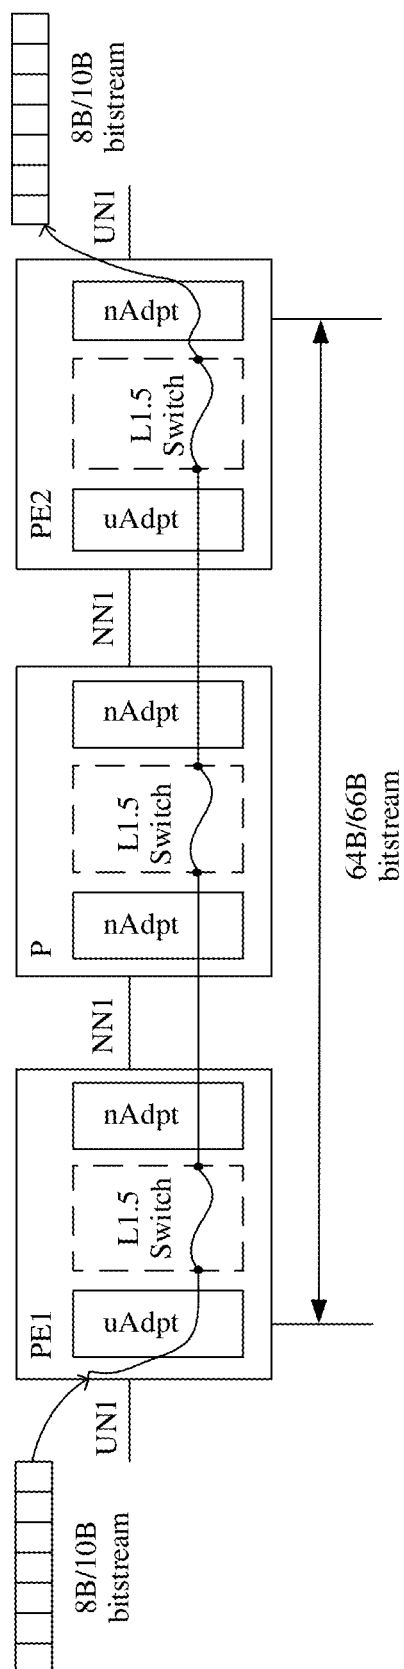 8B/10B
bitstream
UN1
PE1
uAdpt
L1.5
Switch
nAdpt
NN1
P
nAdpt
L1.5
Switch
nAdpt
NN1
PE2
uAdpt
L1.5
Switch
nAdpt
UN1
8B/10B
bitstream
64B/66B
bitstream